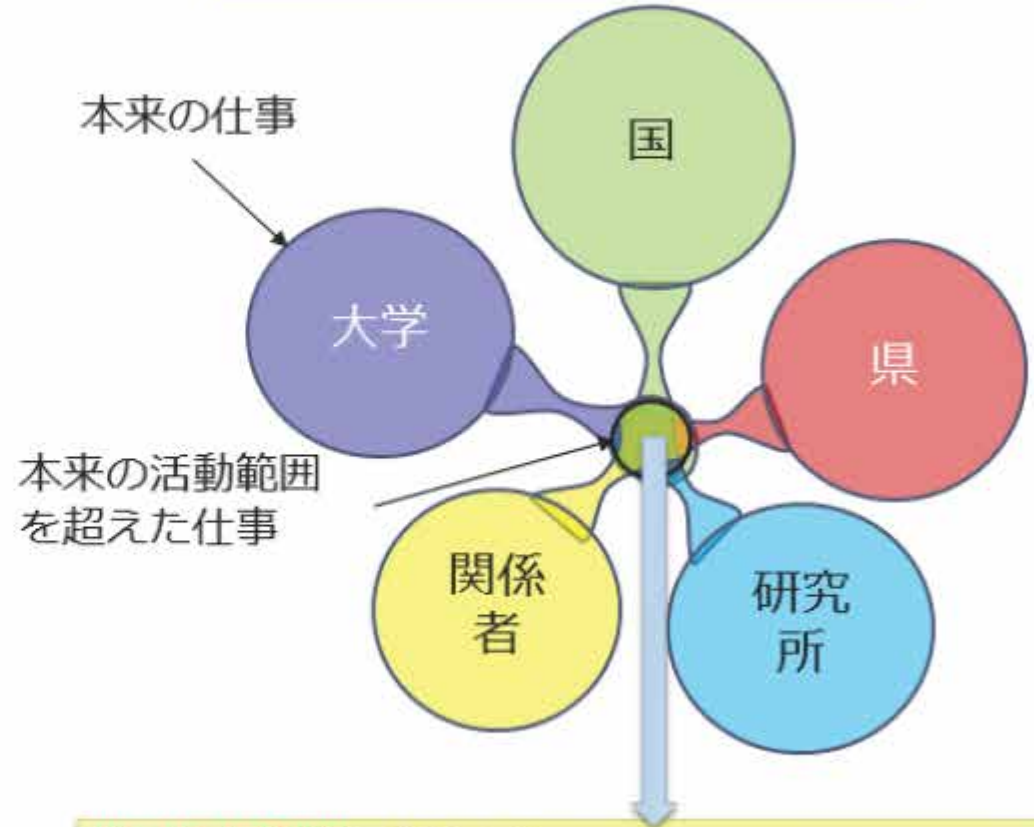 本来の仕事
国
大学
県
本来の活動範囲
を超えた仕事
関係
者
研究
所